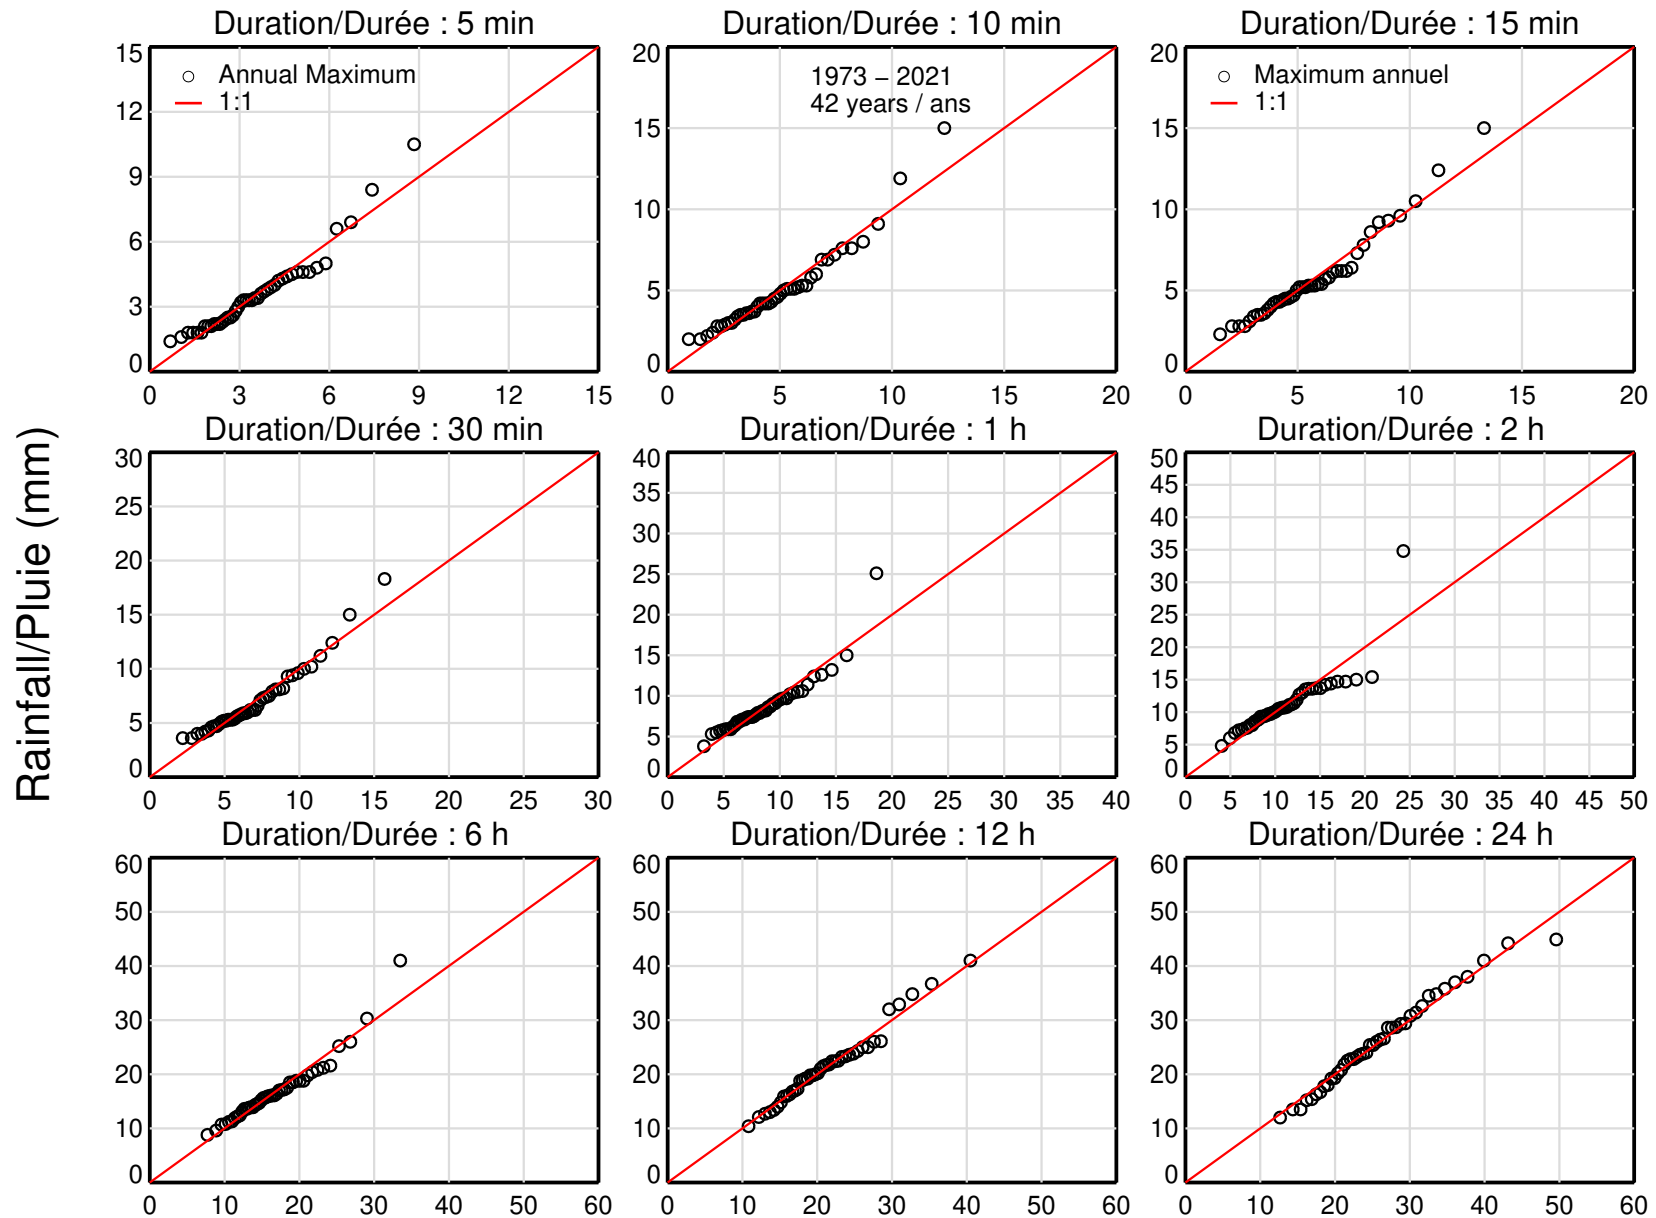 Duration/Durée : 5 min
15
12
9
6
3
0
0 3 6 9 12 15
Annual Maximum
1:1
Duration/Durée : 10 min
20
15
10
5
0
0 5 10 15 20
1973 − 2021
42 years / ans
Duration/Durée : 15 min
20
15
10
5
0
0 5 10 15 20
Maximum annuel
1:1
Rainfall/Pluie (mm)
Duration/Durée : 30 min
30
25
20
15
10
5
0
0 5 10 15 20 25 30
Duration/Durée : 1 h
40
35
30
25
20
15
10
5
0
0 5 10 15 20 25 30 35 40
Duration/Durée : 2 h
50
45
40
35
30
25
20
15
10
5
0
0 5 10 15 20 25 30 35 40 45 50
Duration/Durée : 6 h
60
50
40
30
20
10
0
0 10 20 30 40 50 60
Duration/Durée : 12 h
60
50
40
30
20
10
0
0 10 20 30 40 50 60
Duration/Durée : 24 h
60
50
40
30
20
10
0
0 10 20 30 40 50 60